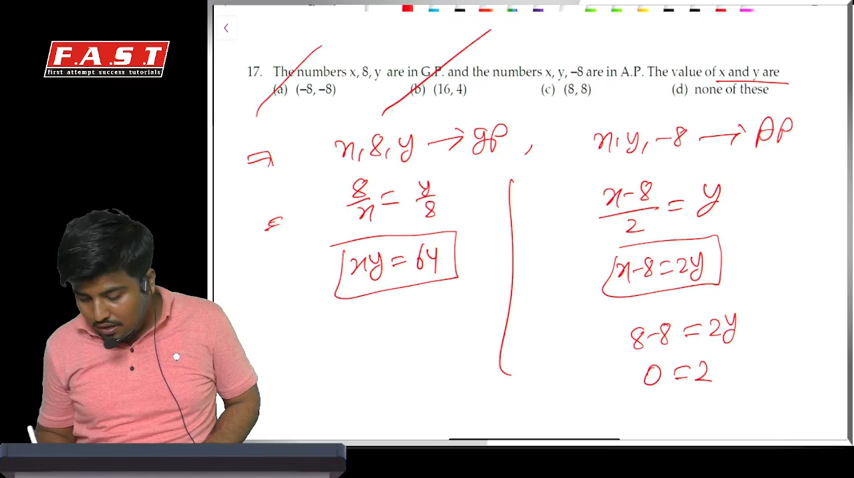 F.A.S.T
first attempt success tutorials
17. The numbers x, 8, y are in G.P. and the numbers x, y, –8 are in A.P. The value of x and y are
(a) (–8, –8) (b) (16, 4) (c) (8, 8) (d) none of these
⇒ x, 8, y → gp , x, y, -8 → AP
8/x = y/8
x-8/2 = y
xy = 64
x-8 = 2y
8-8 = 2y
0 = 2